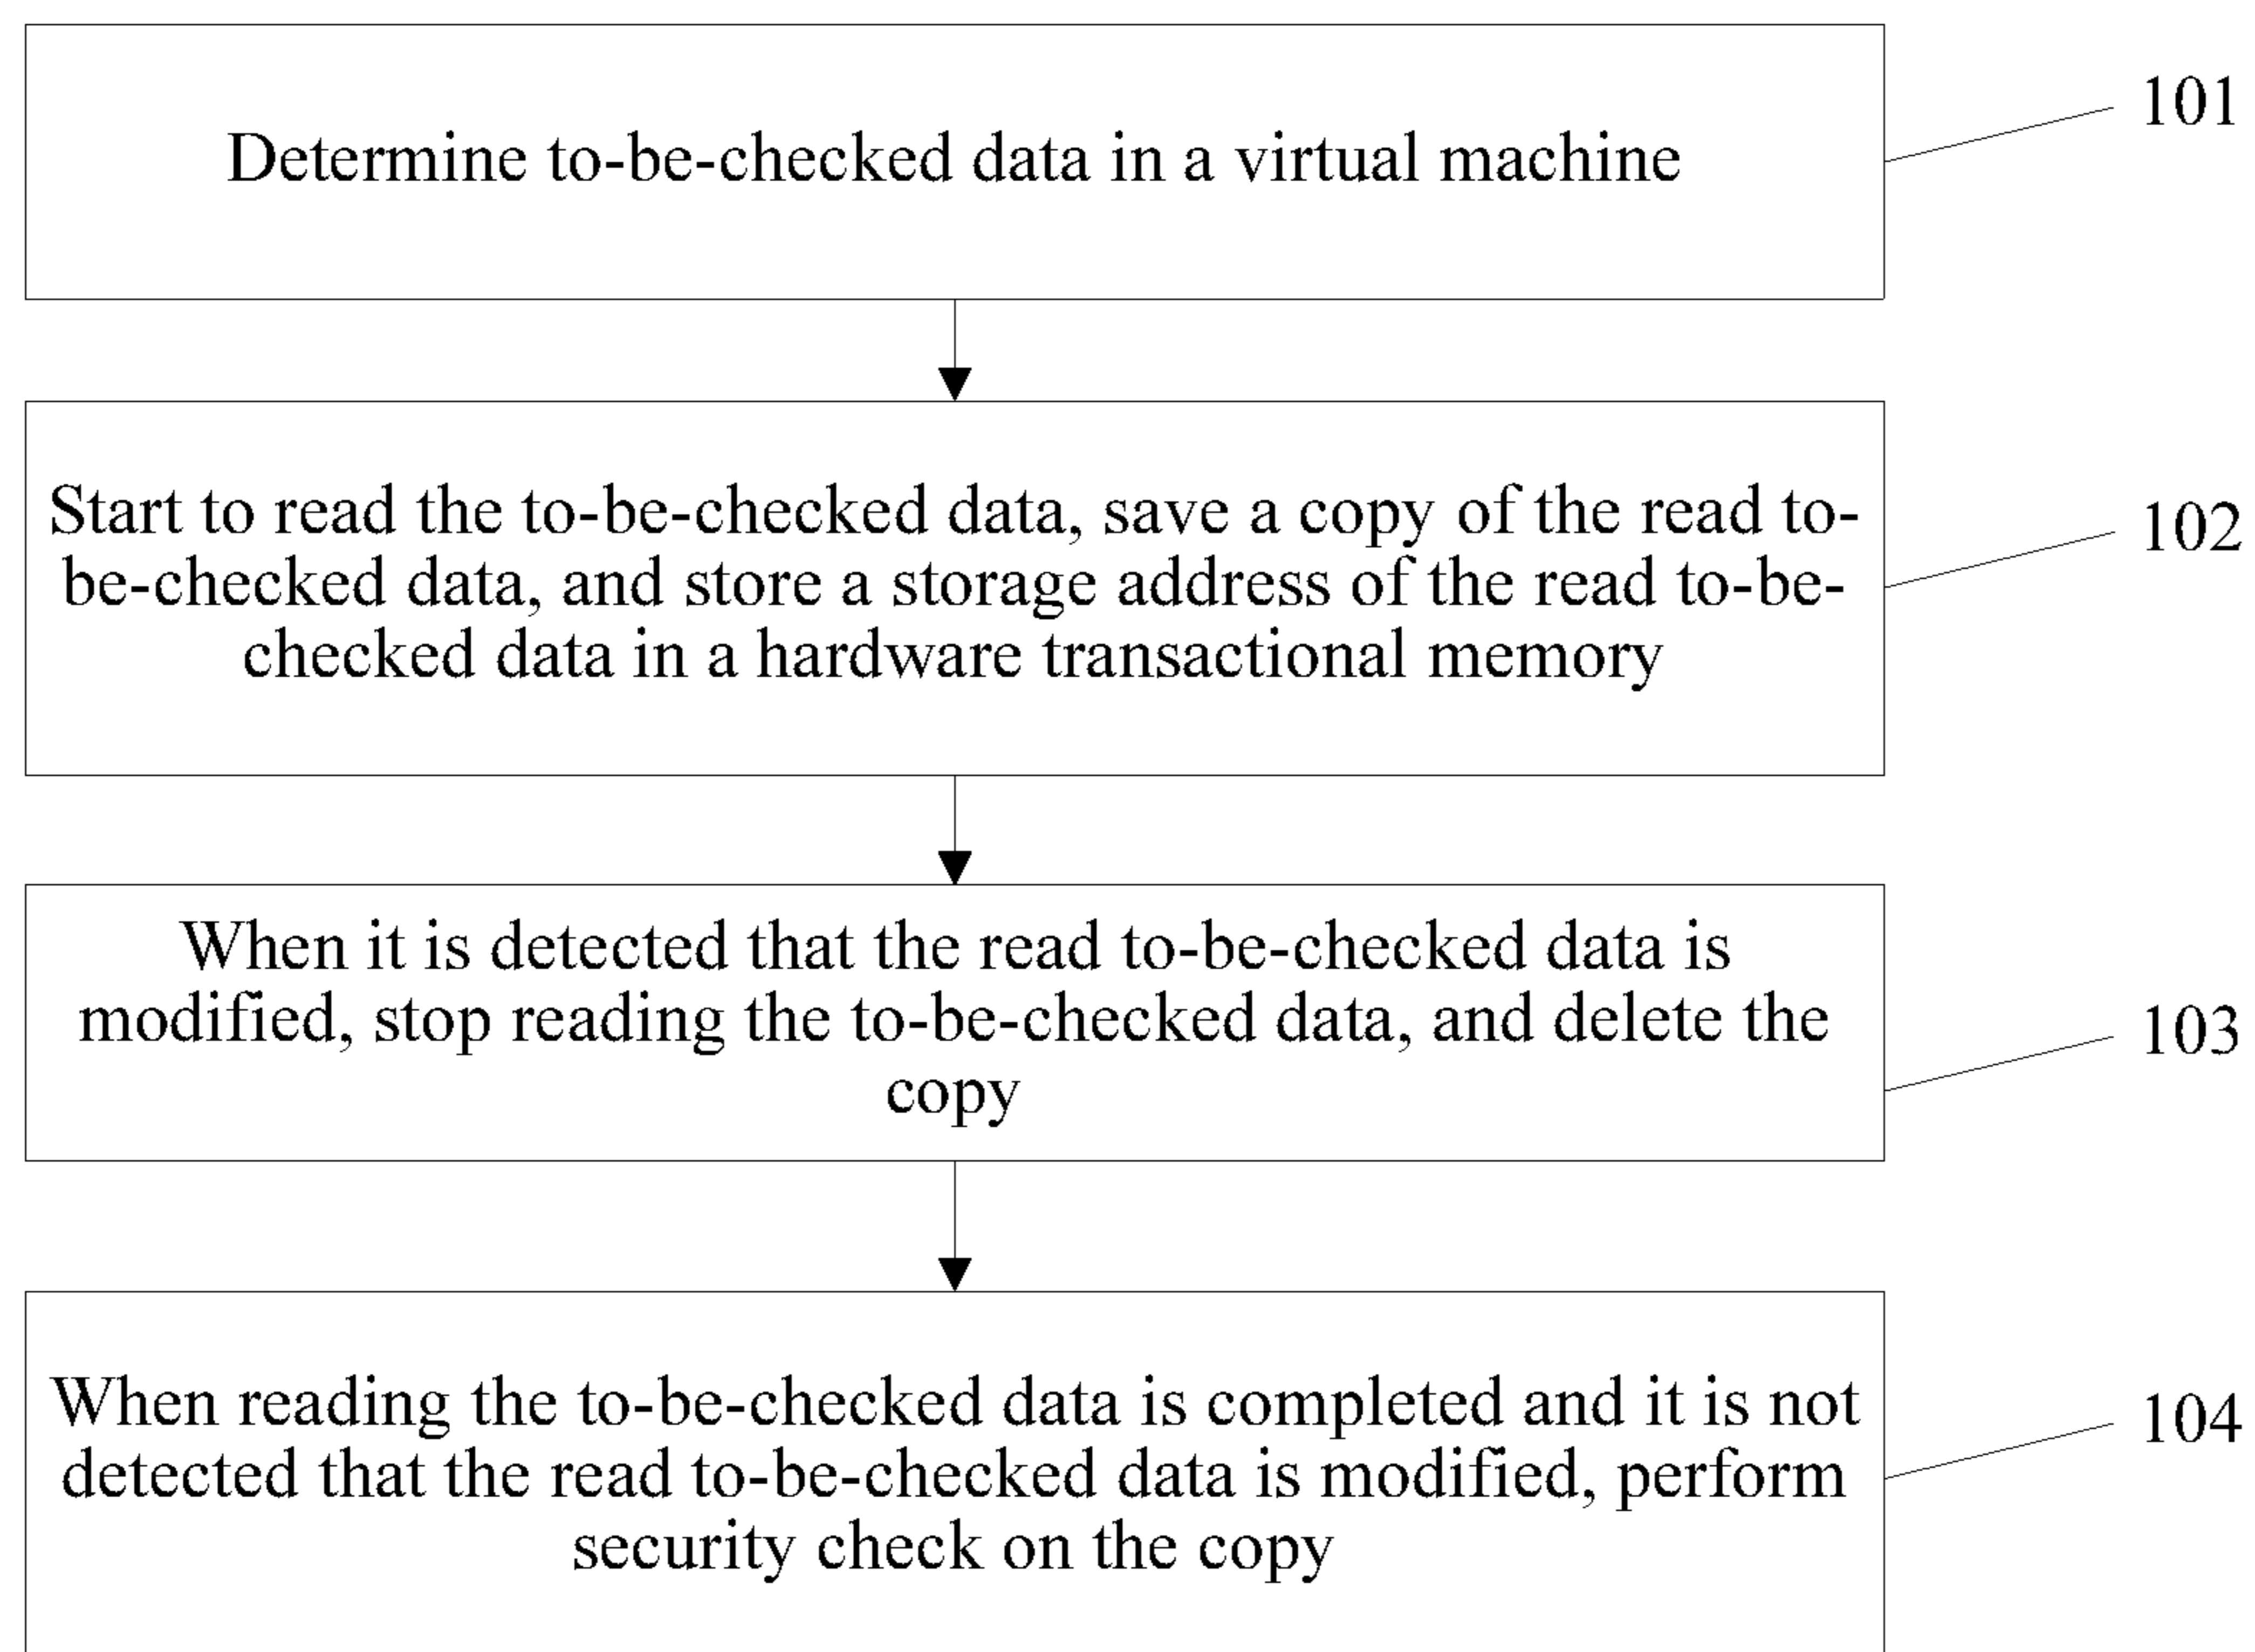 Determine to-be-checked data in a virtual machine
101
Start to read the to-be-checked data, save a copy of the read to-
be-checked data, and store a storage address of the read to-be-
checked data in a hardware transactional memory
102
When it is detected that the read to-be-checked data is
modified, stop reading the to-be-checked data, and delete the
copy
103
When reading the to-be-checked data is completed and it is not
detected that the read to-be-checked data is modified, perform
security check on the copy
104